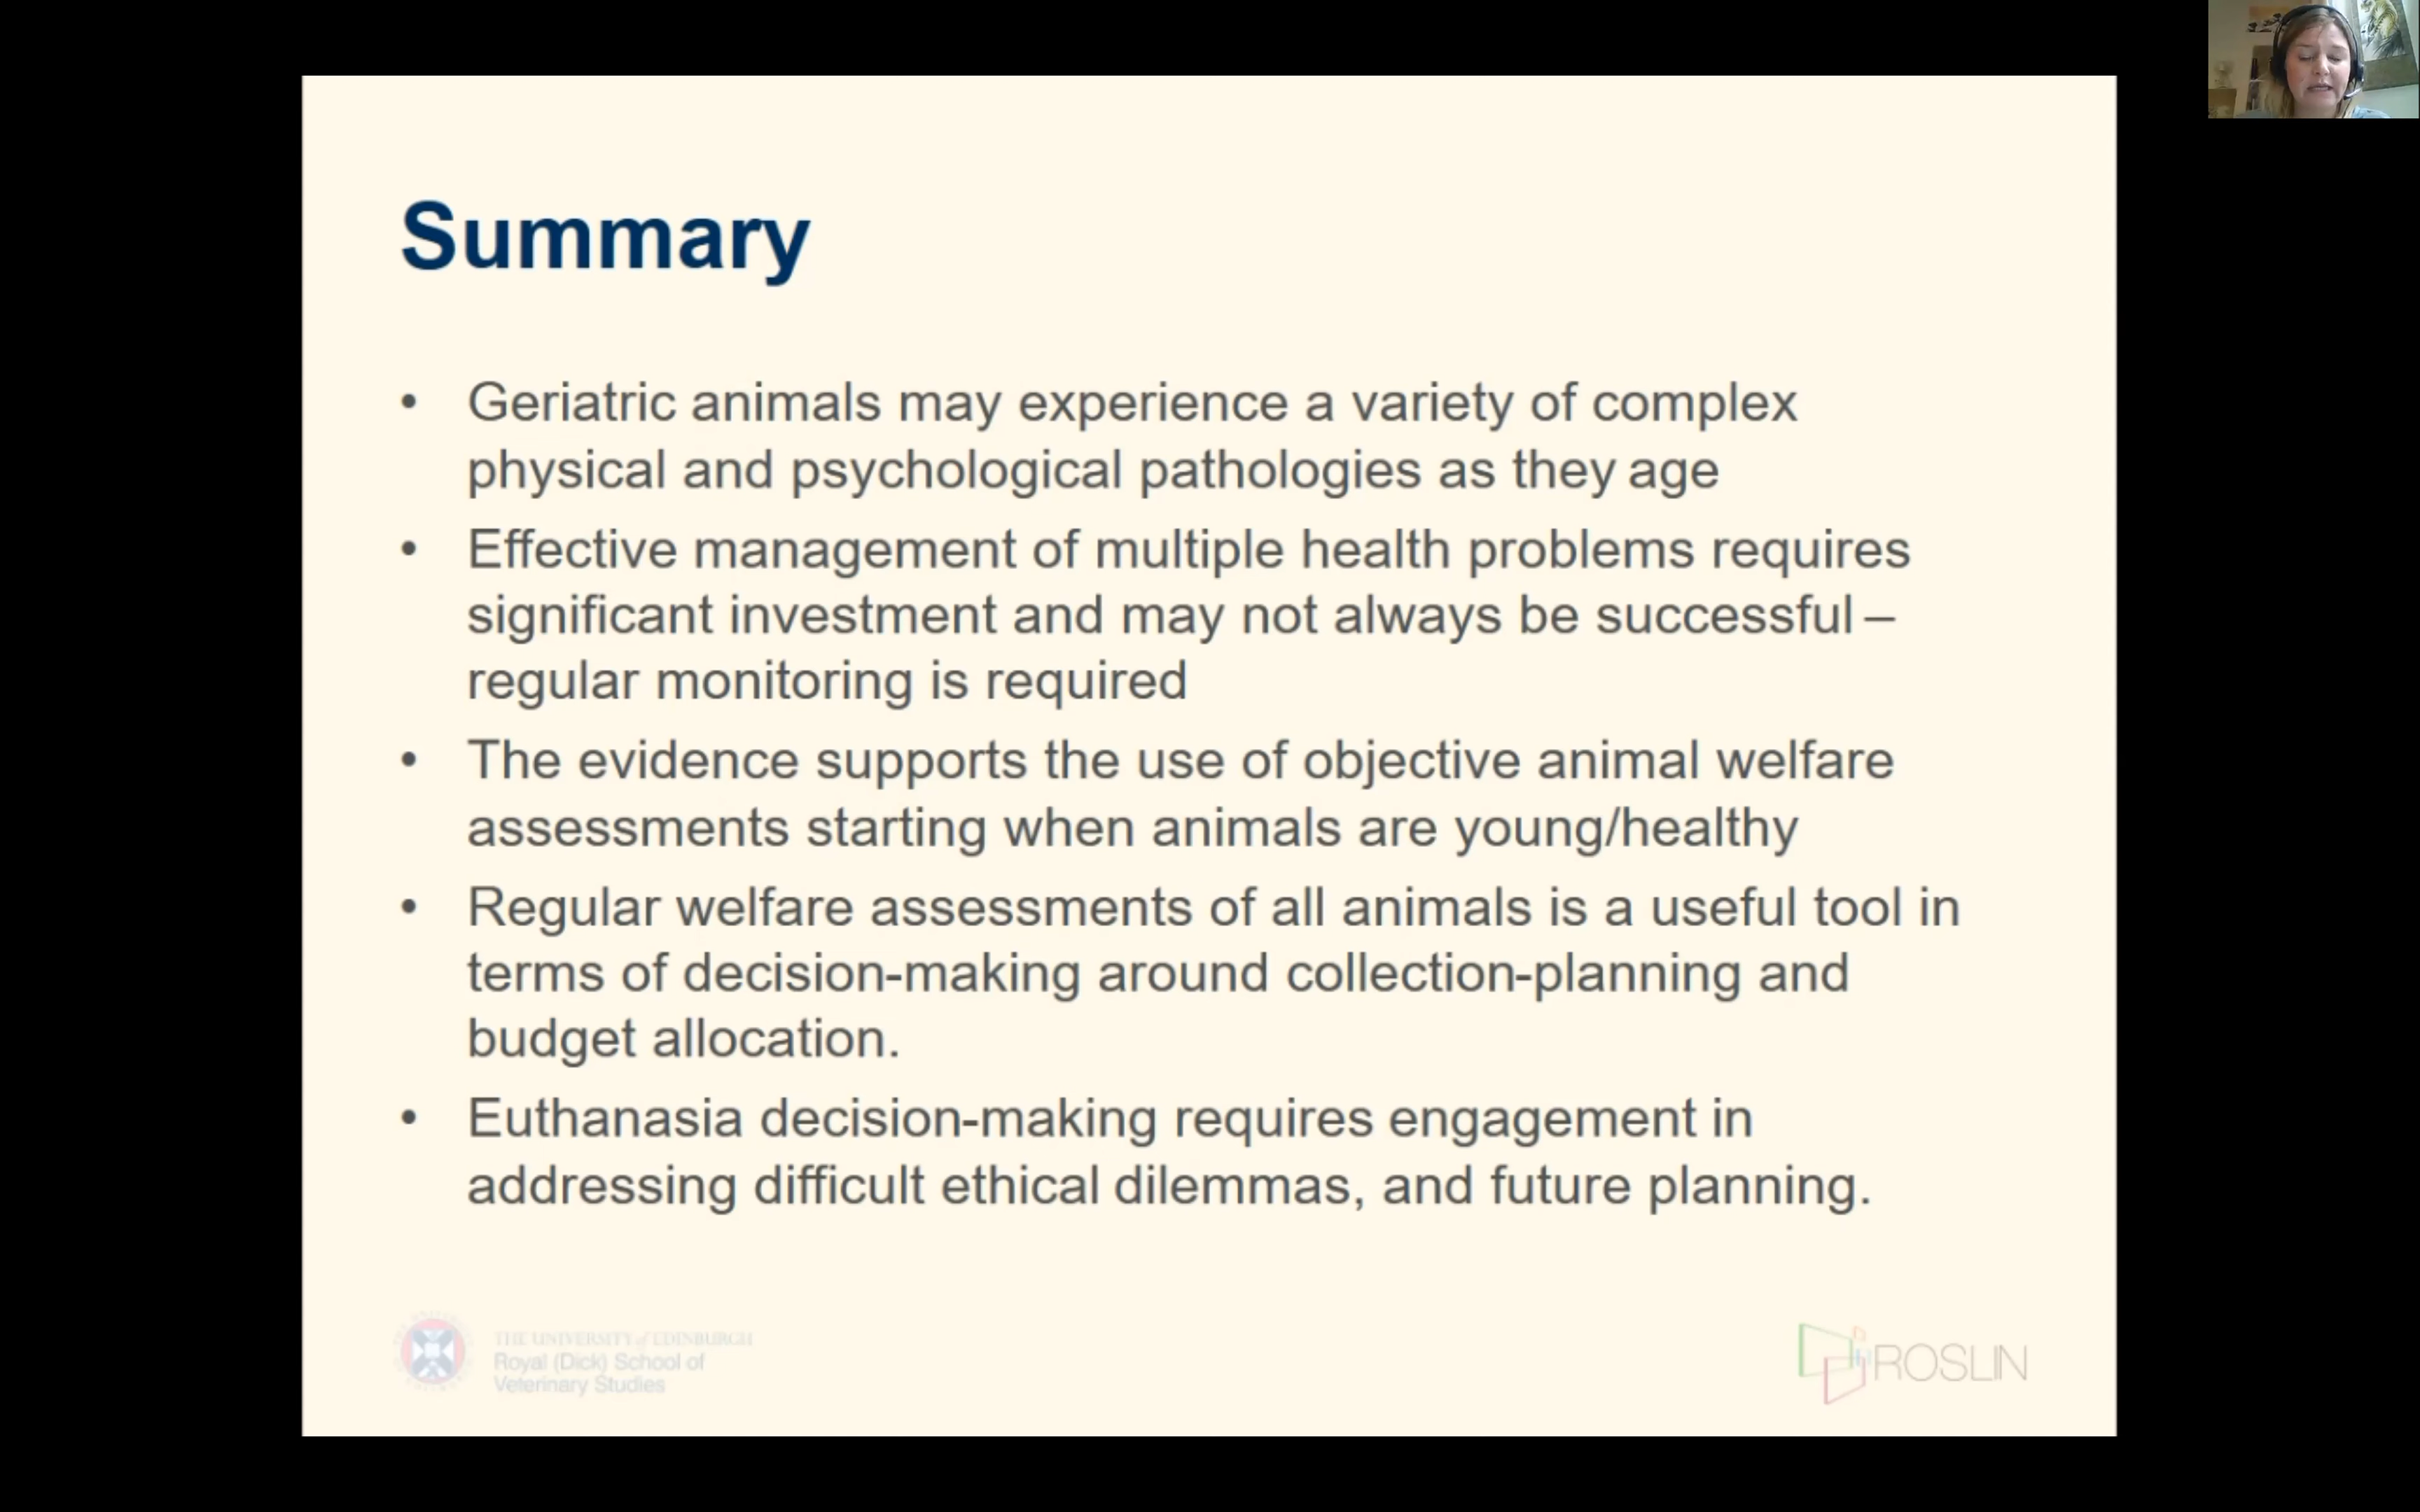 Summary
• Geriatric animals may experience a variety of complex
physical and psychological pathologies as they age
• Effective management of multiple health problems requires
significant investment and may not always be successful –
regular monitoring is required
• The evidence supports the use of objective animal welfare
assessments starting when animals are young/healthy
• Regular welfare assessments of all animals is a useful tool in
terms of decision-making around collection-planning and
budget allocation.
• Euthanasia decision-making requires engagement in
addressing difficult ethical dilemmas, and future planning.
THE UNIVERSITY of EDINBURGH
Royal (Dick) School of
Veterinary Studies
ROSLIN